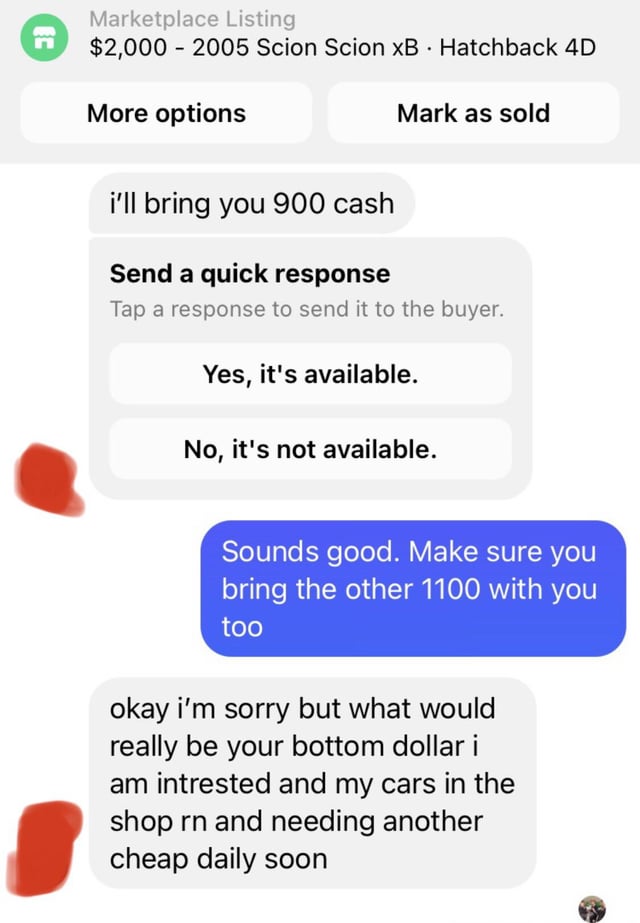 Marketplace Listing
$2,000 - 2005 Scion Scion xB · Hatchback 4D
More options
Mark as sold
i'll bring you 900 cash
Send a quick response
Tap a response to send it to the buyer.
Yes, it's available.
No, it's not available.
Sounds good. Make sure you
bring the other 1100 with you
too
okay i'm sorry but what would
really be your bottom dollar i
am intrested and my cars in the
shop rn and needing another
cheap daily soon